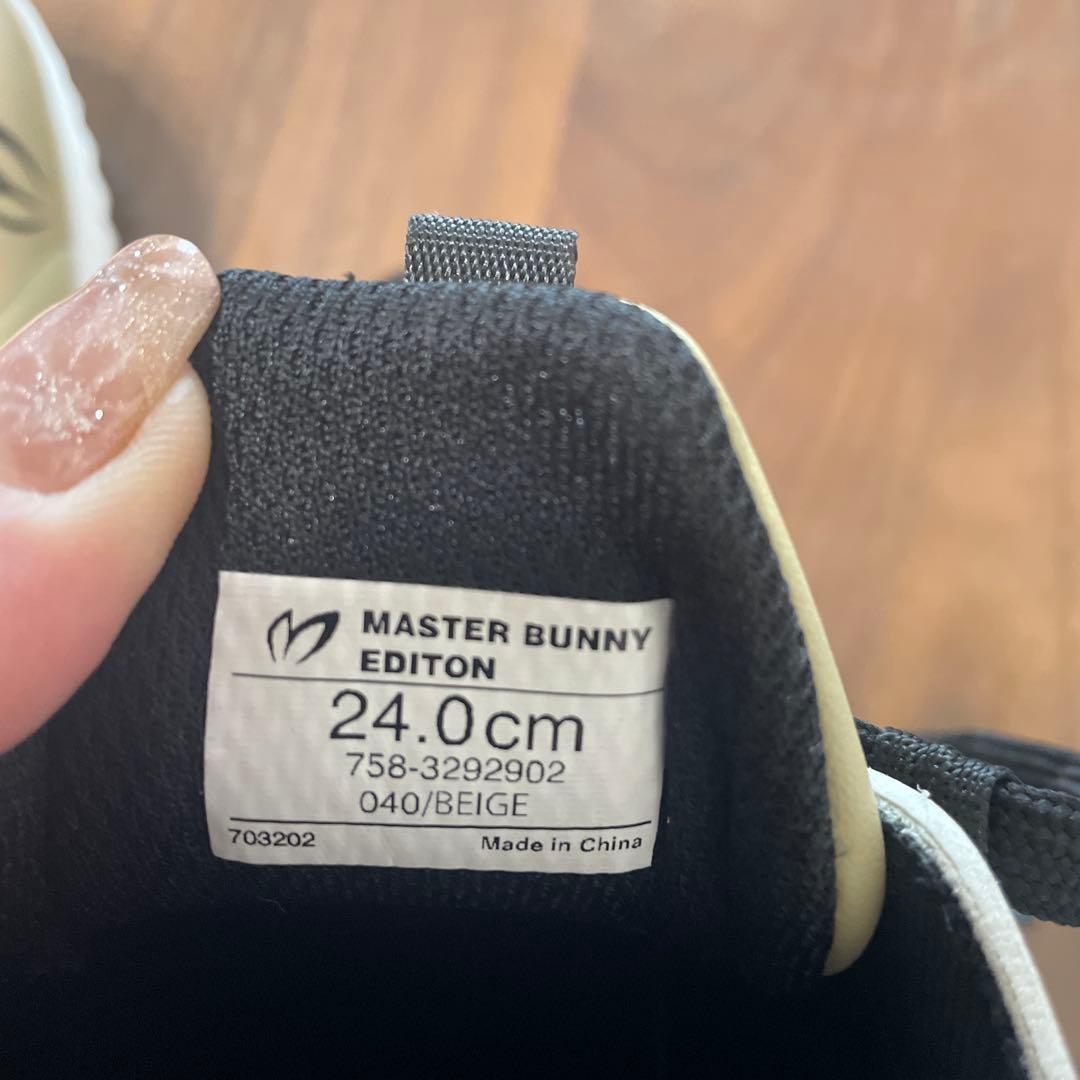 MASTER BUNNY
EDITON
24.0cm
758-3292902
040/BEIGE
703202 Made in China